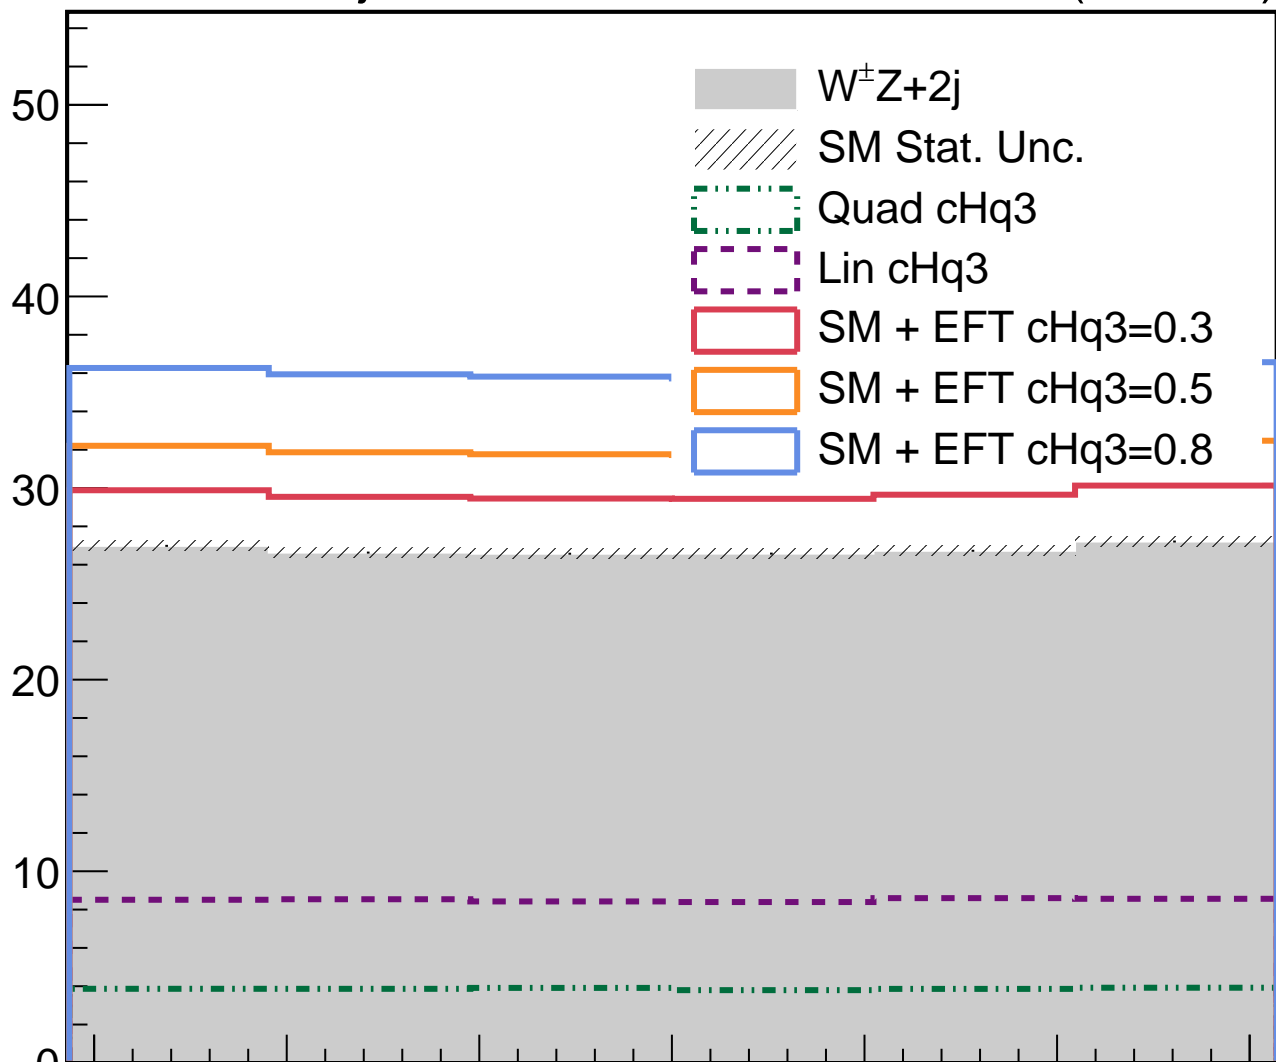 50
40
30
20
10
0
W±Z+2j
SM Stat. Unc.
Quad cHq3
Lin cHq3
SM + EFT cHq3=0.3
SM + EFT cHq3=0.5
SM + EFT cHq3=0.8